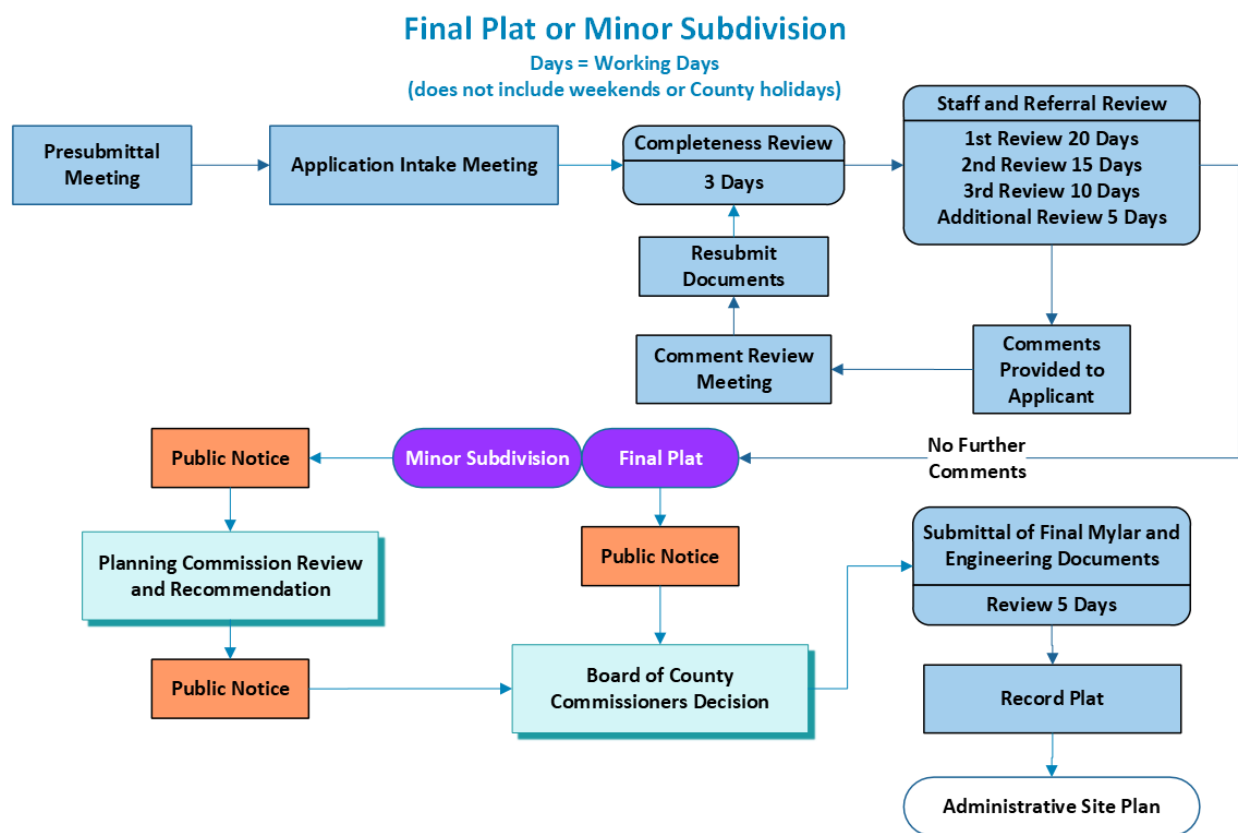 Final Plat or Minor Subdivision
Days = Working Days
(does not include weekends or County holidays)
Presubmittal
Meeting
Application Intake Meeting
Completeness Review
3 Days
Staff and Referral Review
1st Review 20 Days
2nd Review 15 Days
3rd Review 10 Days
Additional Review 5 Days
Resubmit
Documents
Comment Review
Meeting
Comments
Provided to
Applicant
Public Notice
Minor Subdivision
Final Plat
No Further
Comments
Planning Commission Review
and Recommendation
Public Notice
Submittal of Final Mylar and
Engineering Documents
Review 5 Days
Public Notice
Board of County
Commissioners Decision
Record Plat
Administrative Site Plan